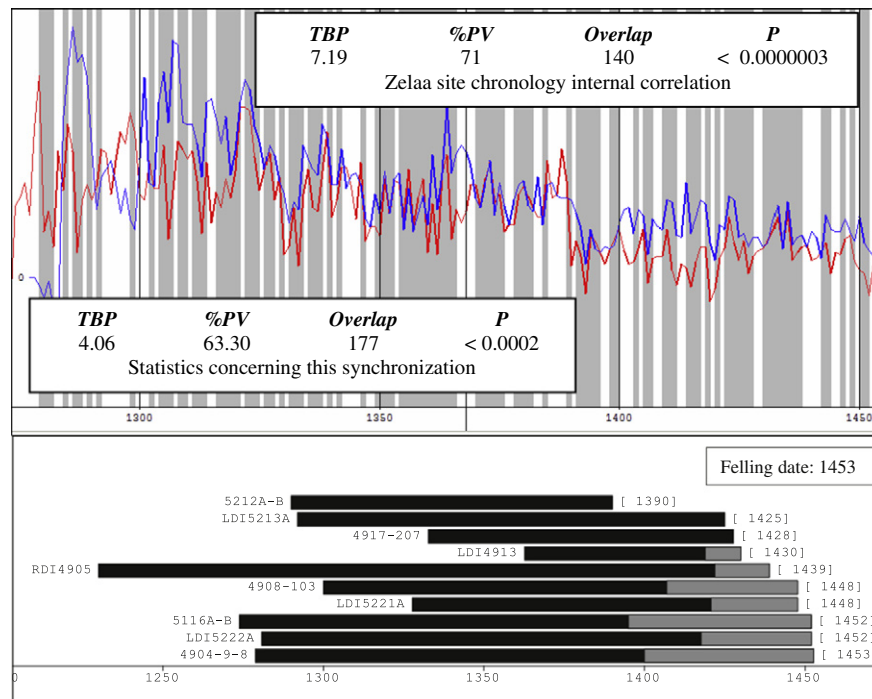 TBP %PV Overlap P
7.19 71 140 < 0.0000003
Zelaa site chronology internal correlation
0
TBP %PV Overlap P
4.06 63.30 177 < 0.0002
Statistics concerning this synchronization
1300 1350 1400 1450
Felling date: 1453
5212A-B [ 1390]
LDI5213A [ 1425]
4917-207 [ 1428]
LDI4913 [ 1430]
RDI4905 [ 1439]
4908-103 [ 1448]
LDI5221A [ 1448]
5116A-B [ 1452]
LDI5222A [ 1452]
4904-9-8 [ 1453
0 1250 1300 1350 1400 1450